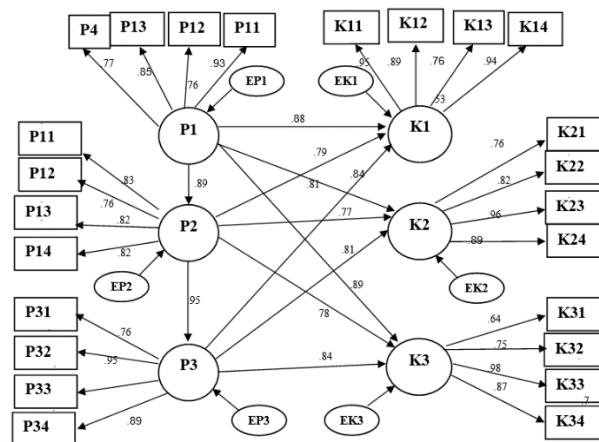 P4 P13 P12 P11 K11 K12 K13 K14
.77 .85 .76 .93 .95 .89 .76 .94
EP1 EK1
.53
P1 .88 K1
P11 .83 .79 .84 .76 K21
P12 .76 .89 .81 .82 K22
P13 .82 P2 .77 K2 .96 K23
P14 .82 .81 .89 K24
EP2 .89 EK2
.95 .78
P31 .76 .64 K31
P32 .95 P3 .84 K3 .75 K32
P33 .98 K33
P34 .89 .87 .7 K34
EP3 EK3